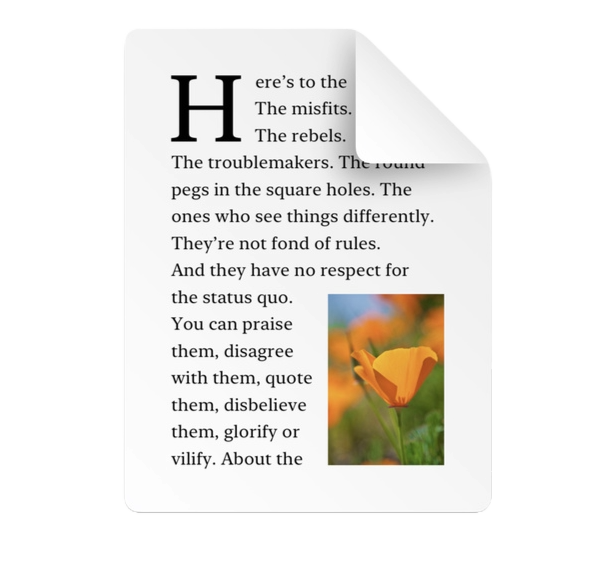 Here’s to the
The misfits.
The rebels.
The troublemakers. The round
pegs in the square holes. The
ones who see things differently.
They’re not fond of rules.
And they have no respect for
the status quo.
You can praise
them, disagree
with them, quote
them, disbelieve
them, glorify or
vilify. About the